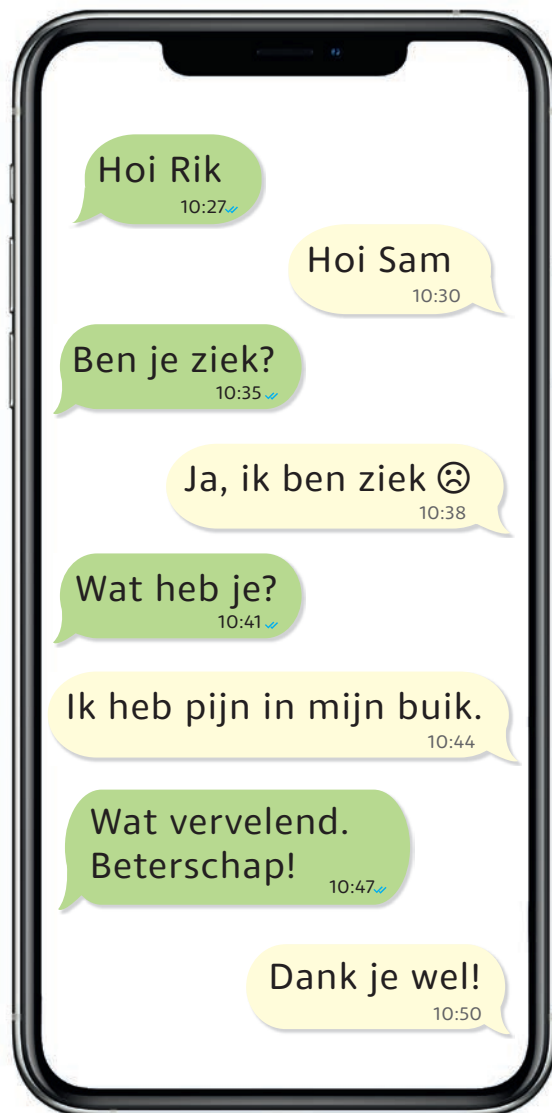 Hoi Rik
10:27
Hoi Sam
10:30
Ben je ziek?
10:35
Ja, ik ben ziek ☹
10:38
Wat heb je?
10:41
Ik heb pijn in mijn buik.
10:44
Wat vervelend.
Beterschap!
10:47
Dank je wel!
10:50